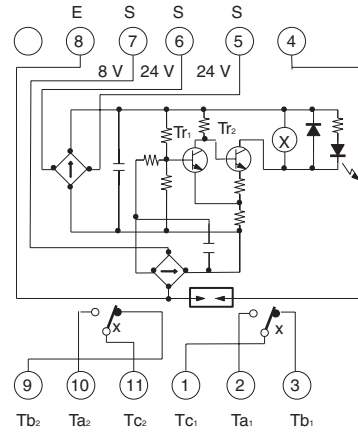 E S S S
8 7 6 5 4
8 V 24 V 24 V
Tr1 Tr2
X
x x
9 10 11 1 2 3
Tb2 Ta2 Tc2 Tc1 Ta1 Tb1